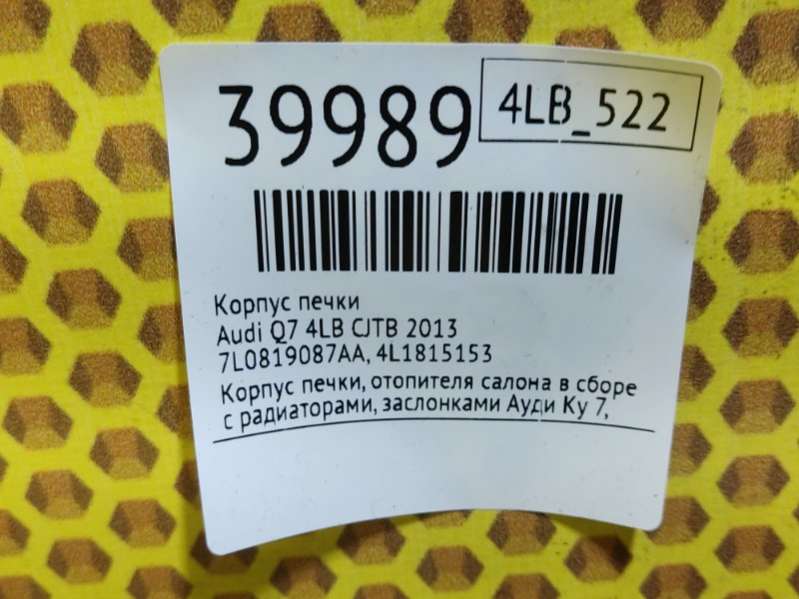 39989
4LB_522
Корпус печки
Audi Q7 4LB CJTB 2013
7L0819087AA, 4L1815153
Корпус печки, отопителя салона в сборе
с радиаторами, заслонками Ауди Ку 7,